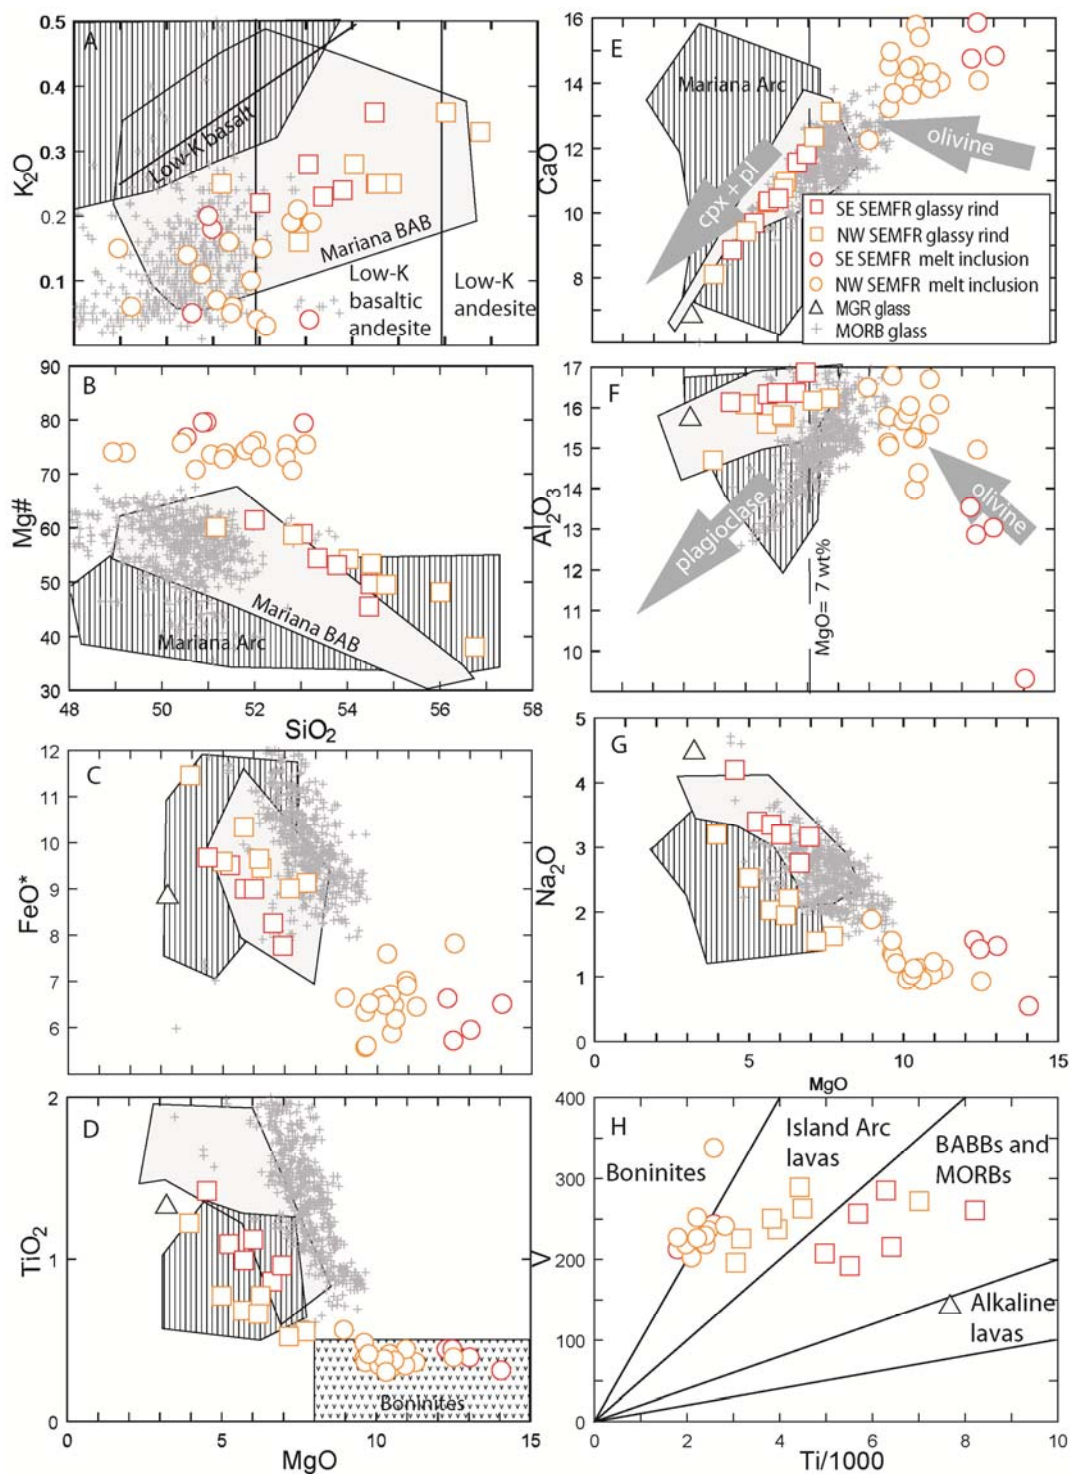 A
0.5
0.4
0.3
0.2
0.1
K₂O
Low-K basalt
Mariana BAB
Low-K
basaltic
andesite
Low-K
andesite
E
16
14
12
10
8
CaO
Mariana Arc
olivine
cpx + pl
SE SEMFR glassy rind
NW SEMFR glassy rind
SE SEMFR melt inclusion
NW SEMFR melt inclusion
MGR glass
MORB glass
B
90
80
70
60
50
40
30
Mg#
Mariana BAB
Mariana Arc
48
50
52
54
56
58
SiO₂
F
17
16
15
14
13
12
11
10
Al₂O₃
plagioclase
olivine
MgO= 7 wt%
C
12
11
10
9
8
7
6
FeO*
G
5
4
3
2
1
0
Na₂O
0
5
10
15
MgO
D
2
1
0
TiO₂
Boninites
0
5
10
15
MgO
H
400
300
200
100
0
V
Boninites
Island Arc
lavas
BABBs and
MORBs
Alkaline
lavas
0
2
4
6
8
10
Ti/1000